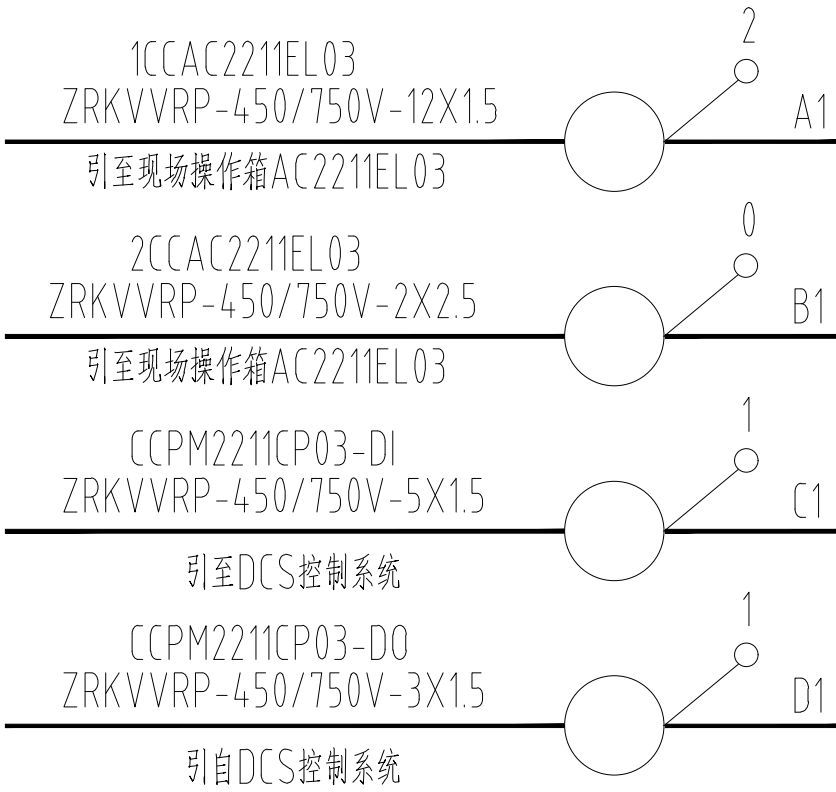 2
1CCAC2211EL03
ZRKVVRP-450/750V-12X1.5
A1
引至现场操作箱AC2211EL03
0
2CCAC2211EL03
ZRKVVRP-450/750V-2X2.5
B1
引至现场操作箱AC2211EL03
1
CCPM2211CP03-DI
ZRKVVRP-450/750V-5X1.5
C1
引至DCS控制系统
1
CCPM2211CP03-DO
ZRKVVRP-450/750V-3X1.5
D1
引自DCS控制系统